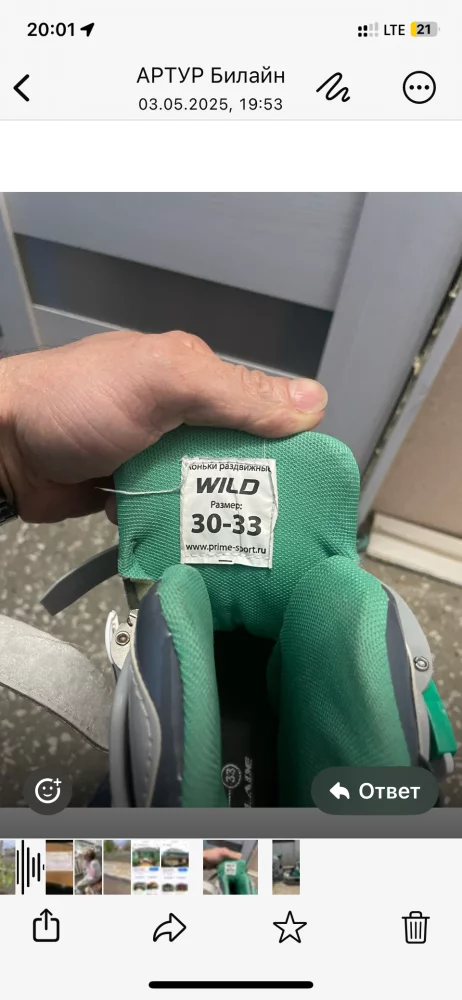 20:01
LTE
21
АРТУР Билайн
03.05.2025, 19:53
коньки раздвижные
WILD
Размер:
30-33
www.prime-sport.ru
33
Ответ